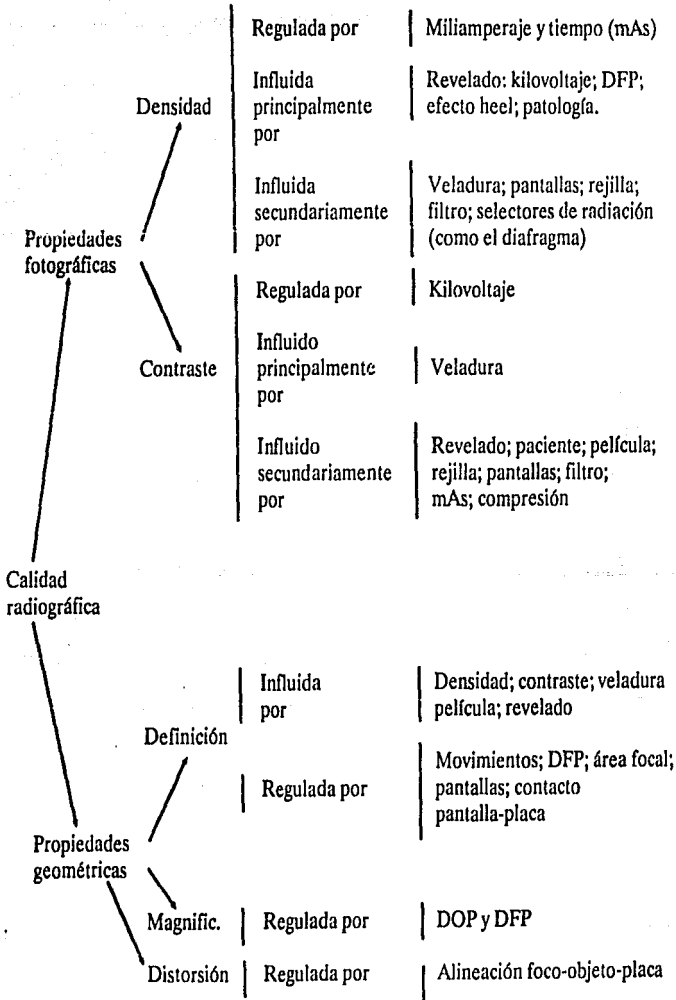 Regulada por
Miliamperaje y tiempo (mAs)
Densidad
Influida
principalmente
por
Revelado: kilovoltaje; DFP;
efecto heel; patología.
Influida
secundariamente
por
Veladura; pantallas; rejilla;
filtro; selectores de radiación
(como el diafragma)
Propiedades
fotográficas
Contraste
Regulada por
Kilovoltaje
Influido
principalmente
por
Veladura
Influido
secundariamente
por
Revelado; paciente; película;
rejilla; pantallas; filtro;
mAs; compresión
Calidad
radiográfica
Definición
Influida
por
Densidad; contraste; veladura
película; revelado
Regulada por
Movimientos; DFP; área focal;
pantallas; contacto
pantalla-placa
Propiedades
geométricas
Magnific.
Regulada por
DOP y DFP
Distorsión
Regulada por
Alineación foco-objeto-placa